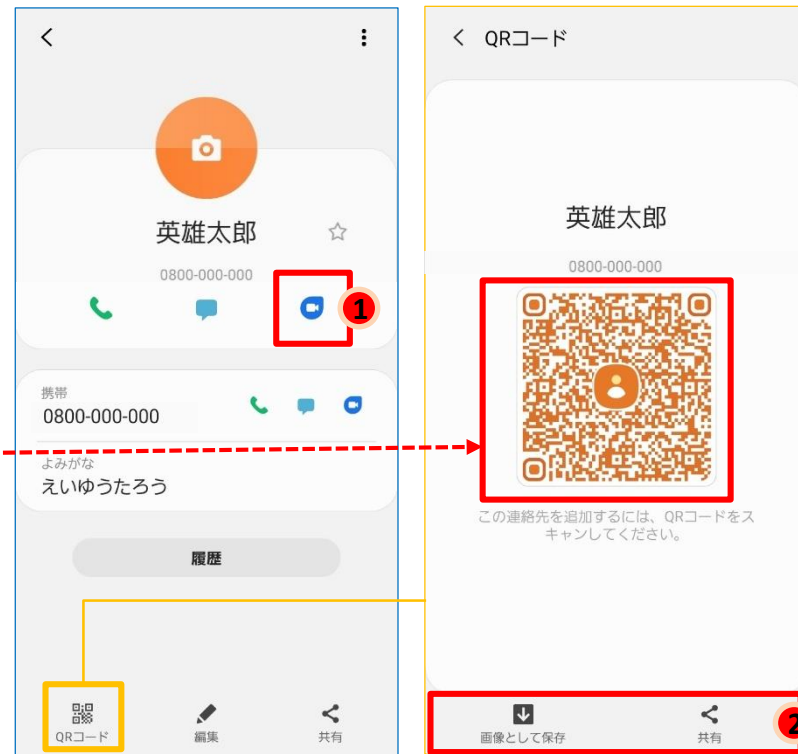 英雄太郎
0800-000-000
1
携帯
0800-000-000
よみがな
えいゆうたろう
履歴
QRコード
編集
共有
QRコード
英雄太郎
0800-000-000
この連絡先を追加するには、QRコードをス
キャンしてください。
画像として保存
共有
2